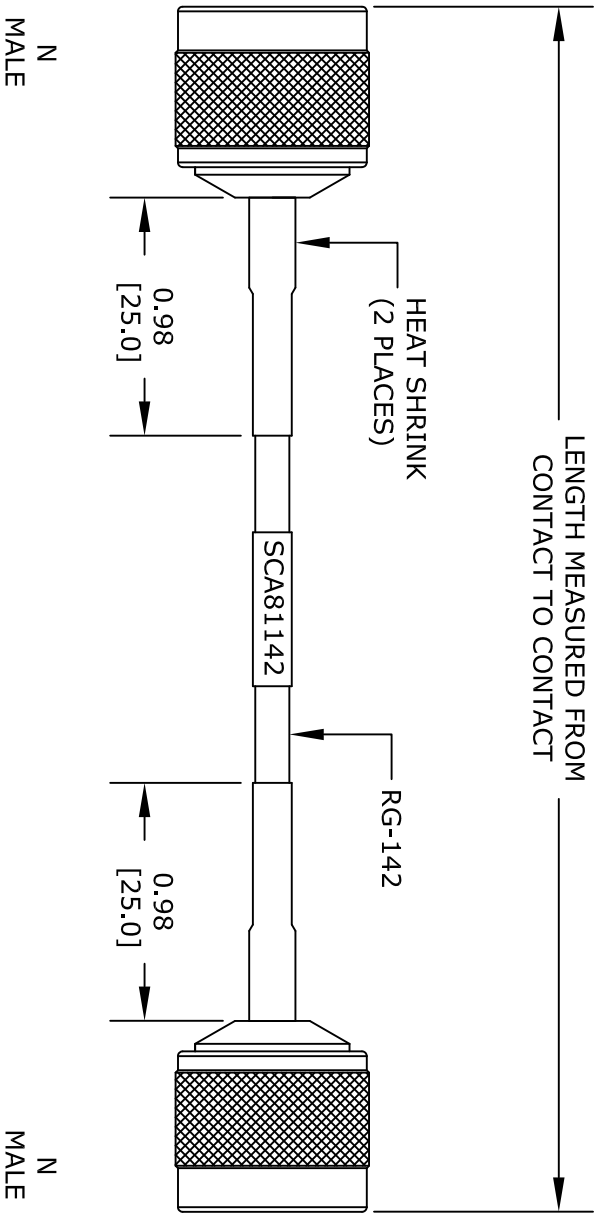 LENGTH MEASURED FROM
CONTACT TO CONTACT
HEAT SHRINK
(2 PLACES)
RG-142
SCA81142
0.98
[25.0]
0.98
[25.0]
N
MALE
N
MALE